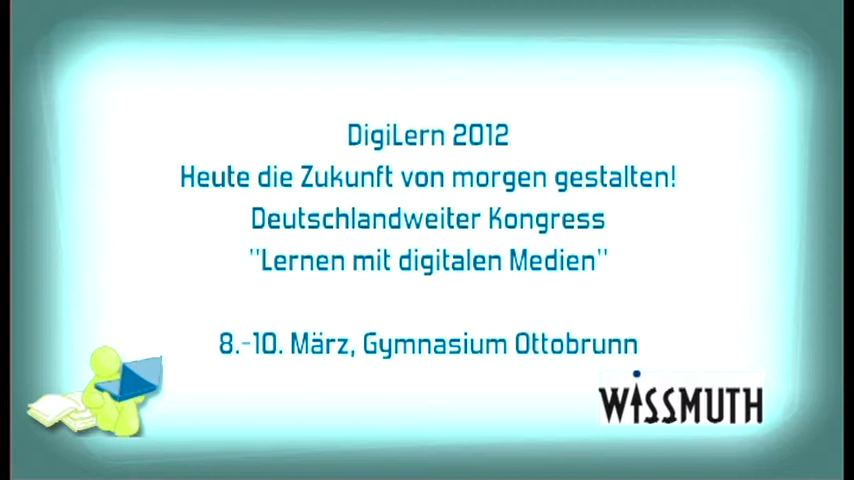 DigiLern 2012
Heute die Zukunft von morgen gestalten!
Deutschlandweiter Kongress
"Lernen mit digitalen Medien"
8.-10. März, Gymnasium Ottobrunn
WiSSMUTH